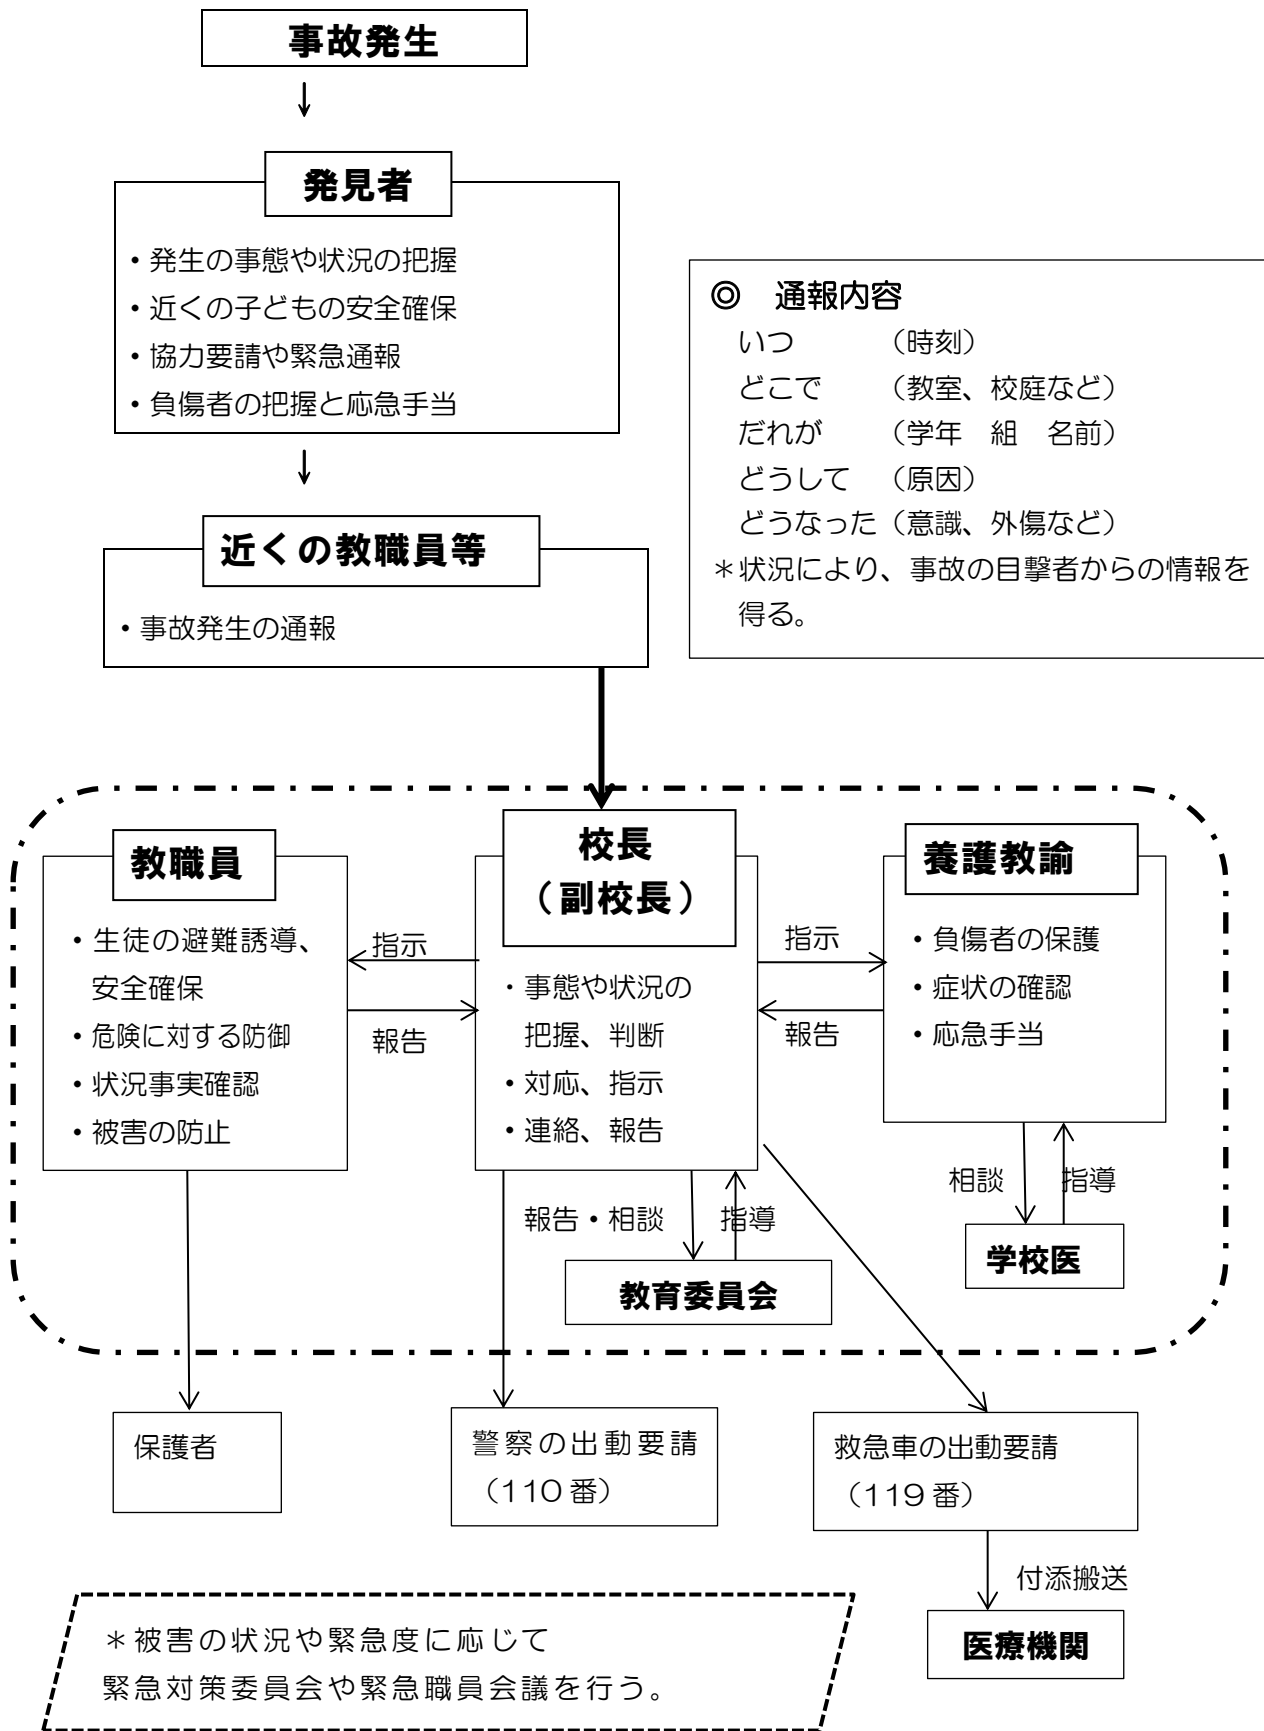 事故発生
発見者
・発生の事態や状況の把握
・近くの子どもの安全確保
・協力要請や緊急通報
・負傷者の把握と応急手当
◎　通報内容
いつ　（時刻）
どこで　（教室、校庭など）
だれが　（学年　組　名前）
どうして　（原因）
どうなった（意識、外傷など）
＊状況により、事故の目撃者からの情報を
得る。
近くの教職員等
・事故発生の通報
教職員
・生徒の避難誘導、
安全確保
・危険に対する防御
・状況事実確認
・被害の防止
指示
報告
校長
（副校長）
・事態や状況の
把握、判断
・対応、指示
・連絡、報告
指示
報告
養護教諭
・負傷者の保護
・症状の確認
・応急手当
相談
指導
学校医
報告・相談
指導
教育委員会
保護者
警察の出動要請
（110番）
救急車の出動要請
（119番）
付添搬送
医療機関
＊被害の状況や緊急度に応じて
緊急対策委員会や緊急職員会議を行う。